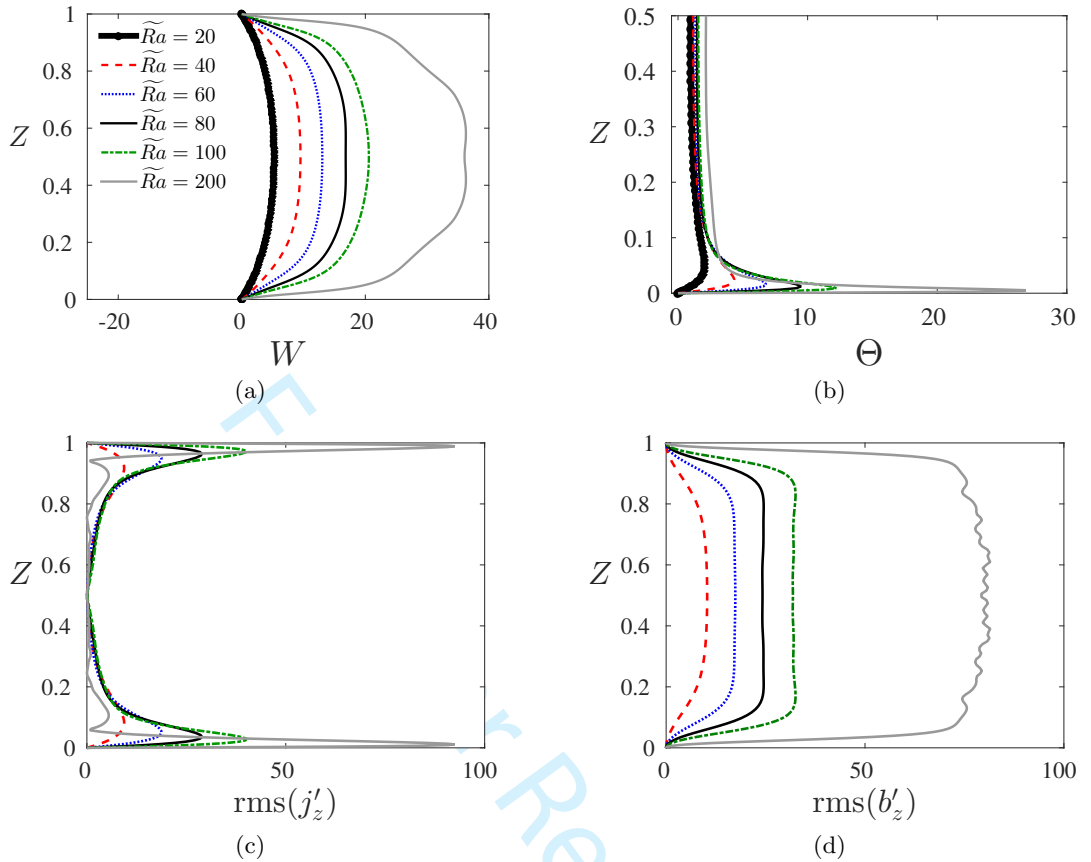 1
0.8
0.6
0.4
0.2
0
Z
R̃a = 20
R̃a = 40
R̃a = 60
R̃a = 80
R̃a = 100
R̃a = 200
-20 0 20 40
W
(a)
0.5
0.4
0.3
0.2
0.1
0
Z
0 10 20 30
Θ
(b)
1
0.8
0.6
0.4
0.2
0
Z
0 50 100
rms(j′z)
(c)
1
0.8
0.6
0.4
0.2
0
Z
0 50 100
rms(b′z)
(d)
F
r Re